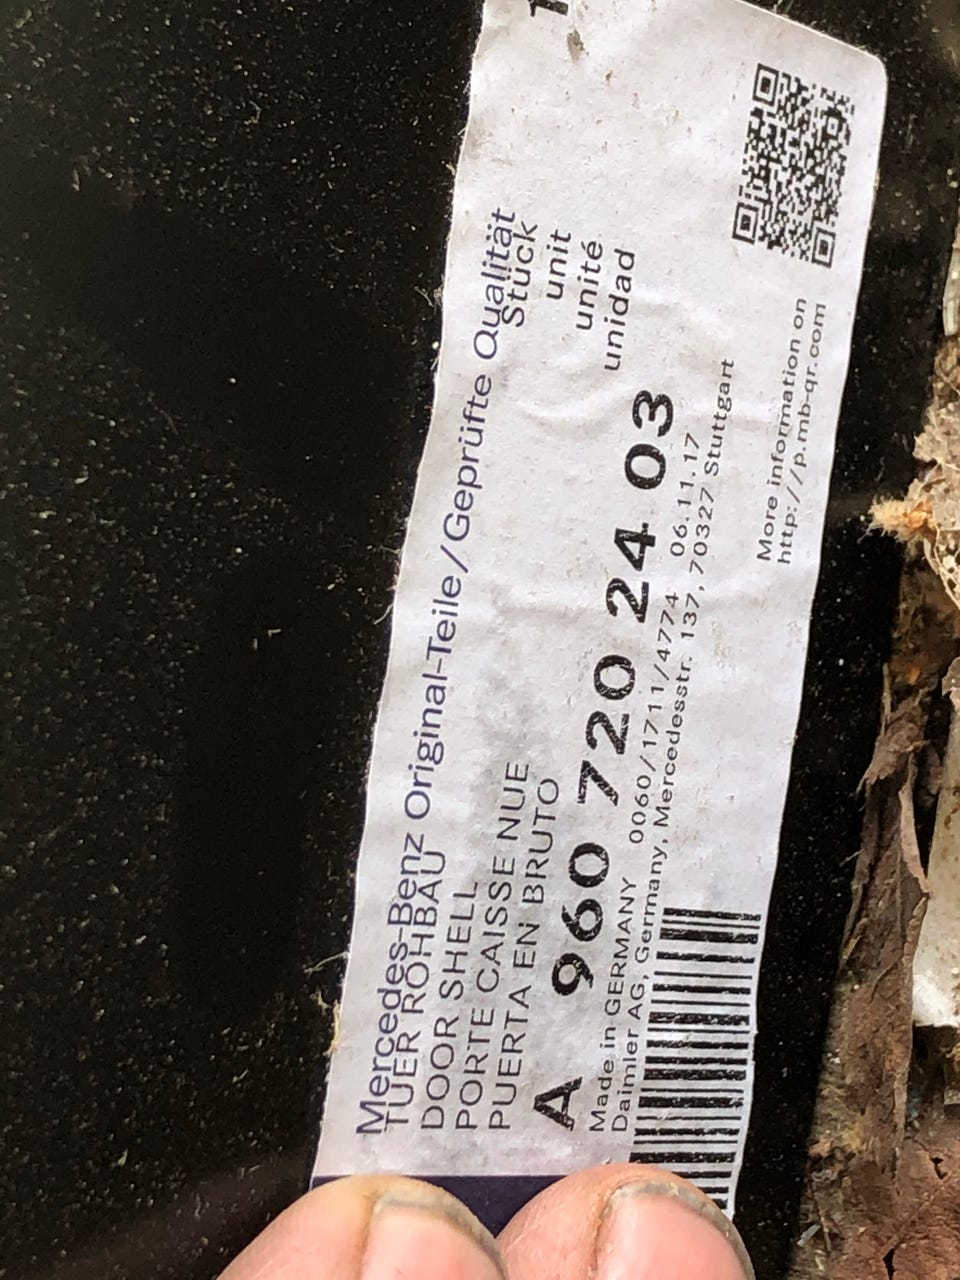 Mercedes-Benz Original-Teile/Geprüfte Qualität
TUER ROHBAU
DOOR SHELL
PORTE CAISSE NUE
PUERTA EN BRUTO
1
Stück
unit
unité
unidad
A 960 720 24 03
Made in GERMANY 0060/1711/4774 06.11.17
Daimler AG, Germany, Mercedesstr. 137, 70327 Stuttgart
More information on
http://p.mb-qr.com